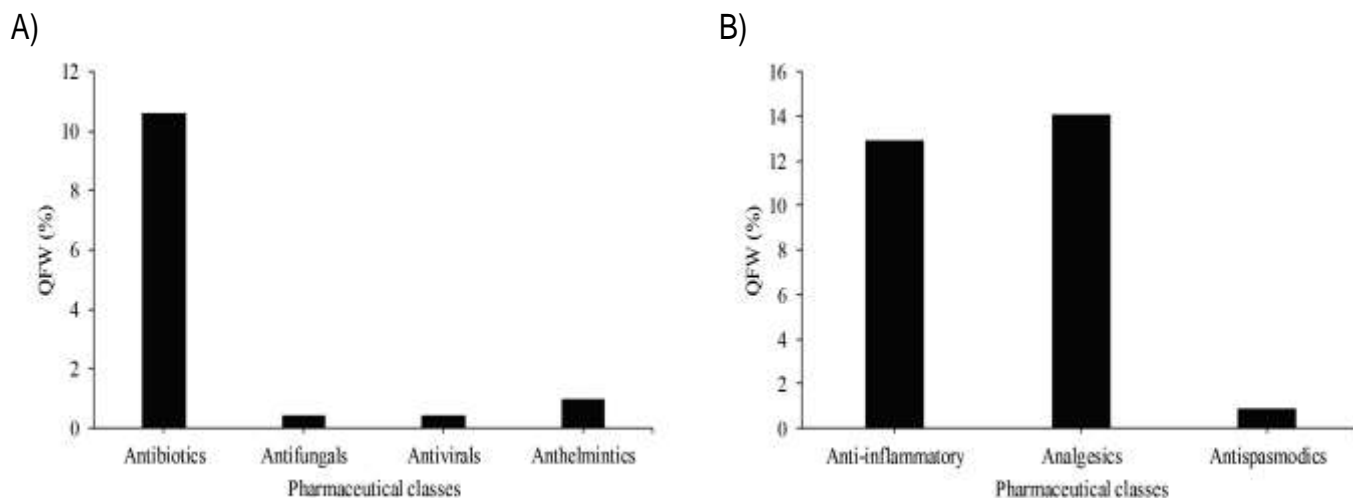 A)
12
10
8
6
4
2
0
QFW (%)
Antibiotics Antifungals Antivirals Anthelmintics
Pharmaceutical classes
B)
16
14
12
10
8
6
4
2
0
QFW (%)
Anti-inflammatory Analgesics Antispasmodics
Pharmaceutical classes